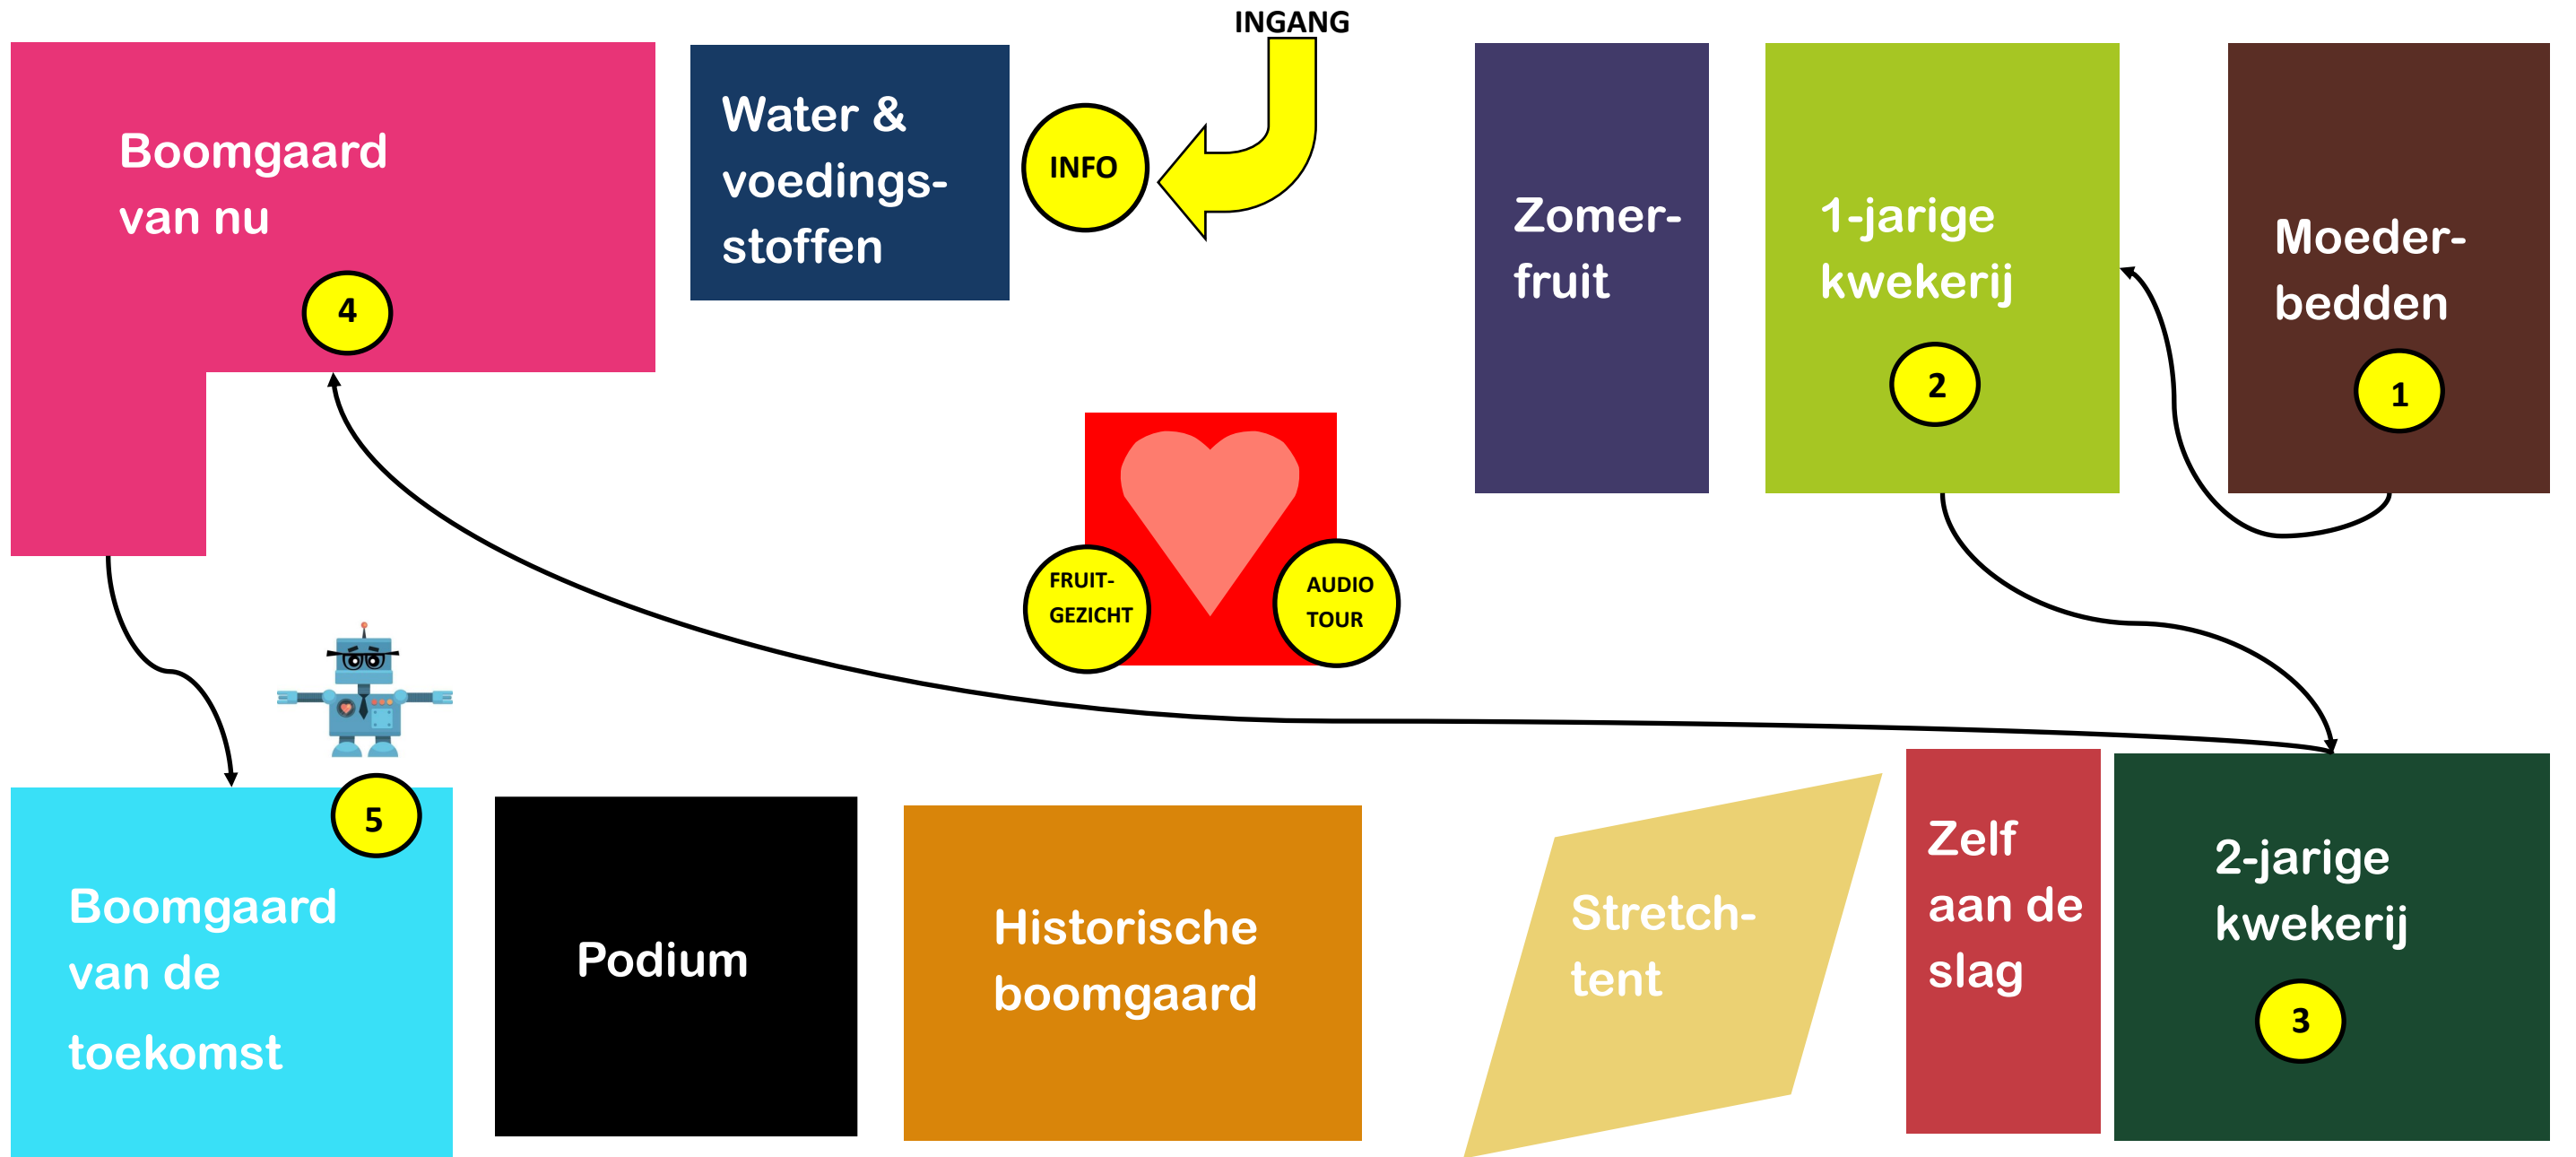 INGANG
Boomgaard
van nu
4
Water &
voedings-
stoffen
INFO
Zomer-
fruit
1-jarige
kwekerij
2
Moeder-
bedden
1
FRUIT-
GEZICHT
AUDIO
TOUR
5
Boomgaard
van de
toekomst
Podium
Historische
boomgaard
Stretch-
tent
Zelf
aan de
slag
2-jarige
kwekerij
3